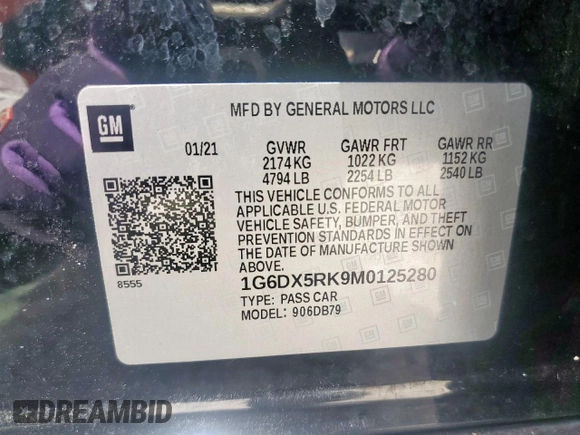 GM
MFD BY GENERAL MOTORS LLC
01/21 GVWR GAWR FRT GAWR RR
2174 KG 1022 KG 1152 KG
4794 LB 2254 LB 2540 LB
THIS VEHICLE CONFORMS TO ALL
APPLICABLE U.S. FEDERAL MOTOR
VEHICLE SAFETY, BUMPER, AND THEFT
PREVENTION STANDARDS IN EFFECT ON
THE DATE OF MANUFACTURE SHOWN
ABOVE.
8555
1G6DX5RK9M0125280
TYPE: PASS CAR
MODEL: 906DB79
DREAMBID